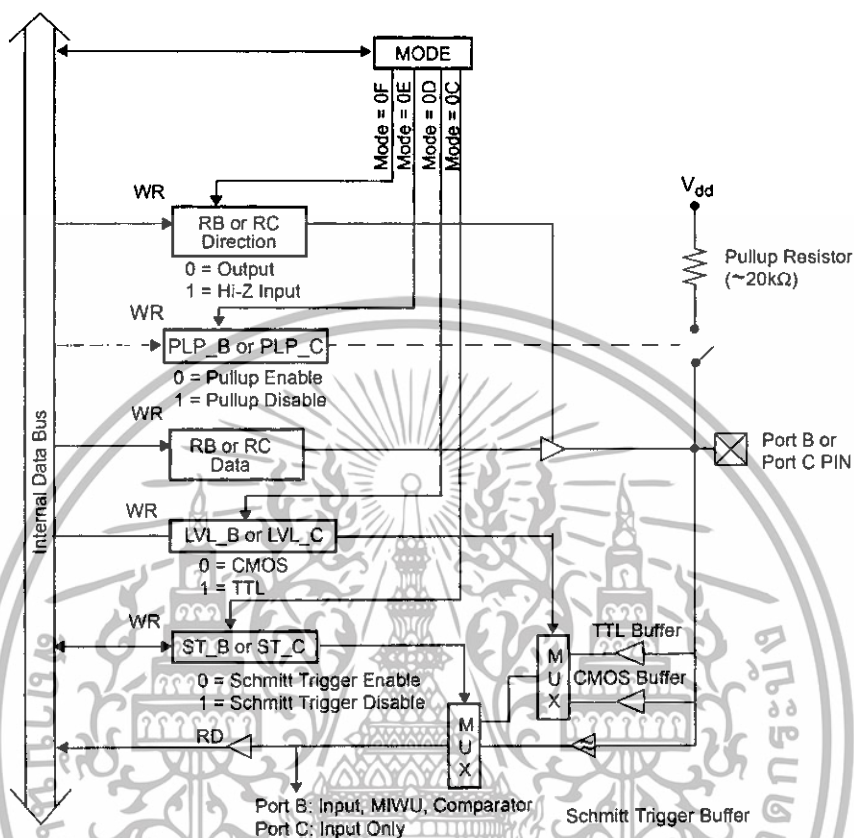 MODE
Mode = 0F
Mode = 0E
Mode = 0D
Mode = 0C
Internal Data Bus
WR
RB or RC
Direction
0 = Output
1 = Hi-Z Input
Vdd
Pullup Resistor
(~20kΩ)
WR
PLP_B or PLP_C
0 = Pullup Enable
1 = Pullup Disable
WR
RB or RC
Data
Port B or
Port C PIN
WR
LVL_B or LVL_C
0 = CMOS
1 = TTL
WR
ST_B or ST_C
0 = Schmitt Trigger Enable
1 = Schmitt Trigger Disable
TTL Buffer
CMOS Buffer
MUX
MUX
RD
Port B: Input, MIWU, Comparator
Port C: Input Only
Schmitt Trigger Buffer